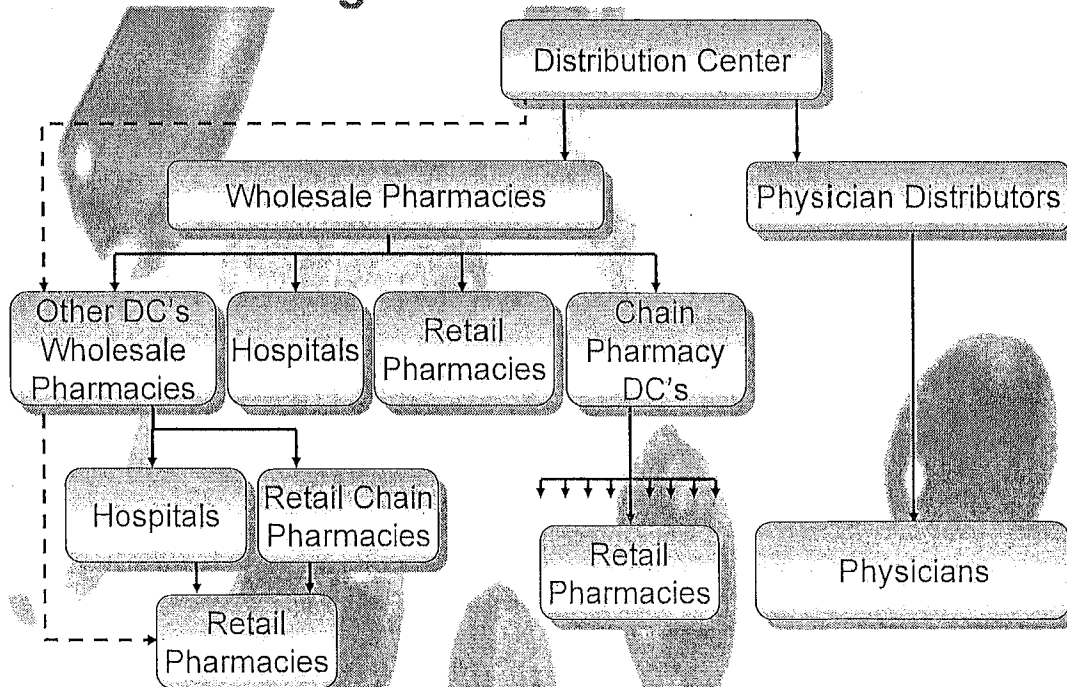 Distribution Center
Wholesale Pharmacies
Physician Distributors
Other DC's
Wholesale
Pharmacies
Hospitals
Retail
Pharmacies
Chain
Pharmacy
DC's
Hospitals
Retail Chain
Pharmacies
Retail
Pharmacies
Physicians
Retail
Pharmacies